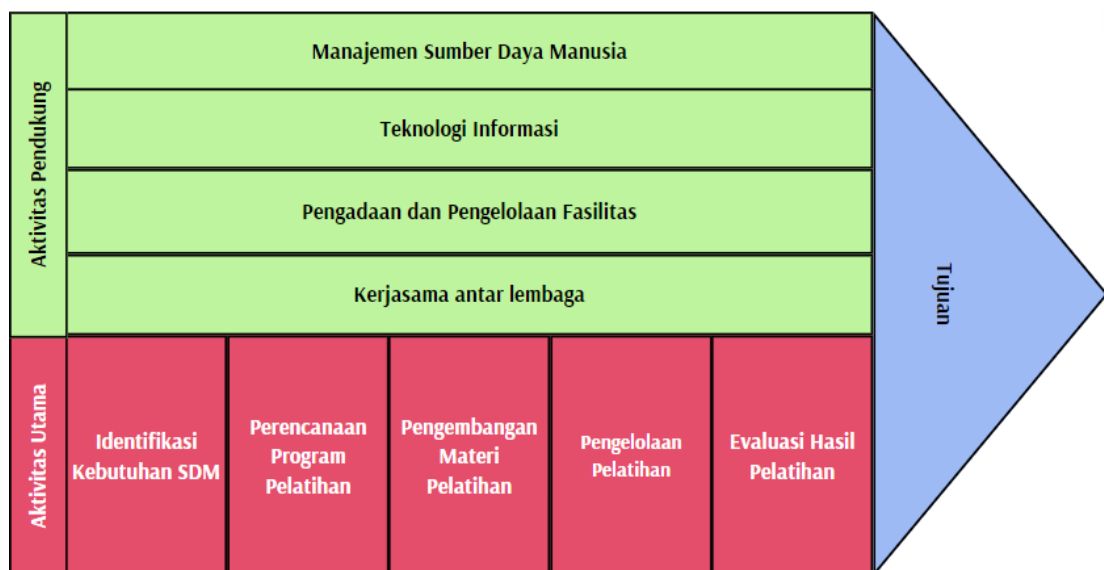 Aktivitas Pendukung
Manajemen Sumber Daya Manusia
Teknologi Informasi
Pengadaan dan Pengelolaan Fasilitas
Kerjasama antar lembaga
Tujuan
Aktivitas Utama
Identifikasi
Kebutuhan SDM
Perencanaan
Program
Pelatihan
Pengembangan
Materi
Pelatihan
Pengelolaan
Pelatihan
Evaluasi Hasil
Pelatihan